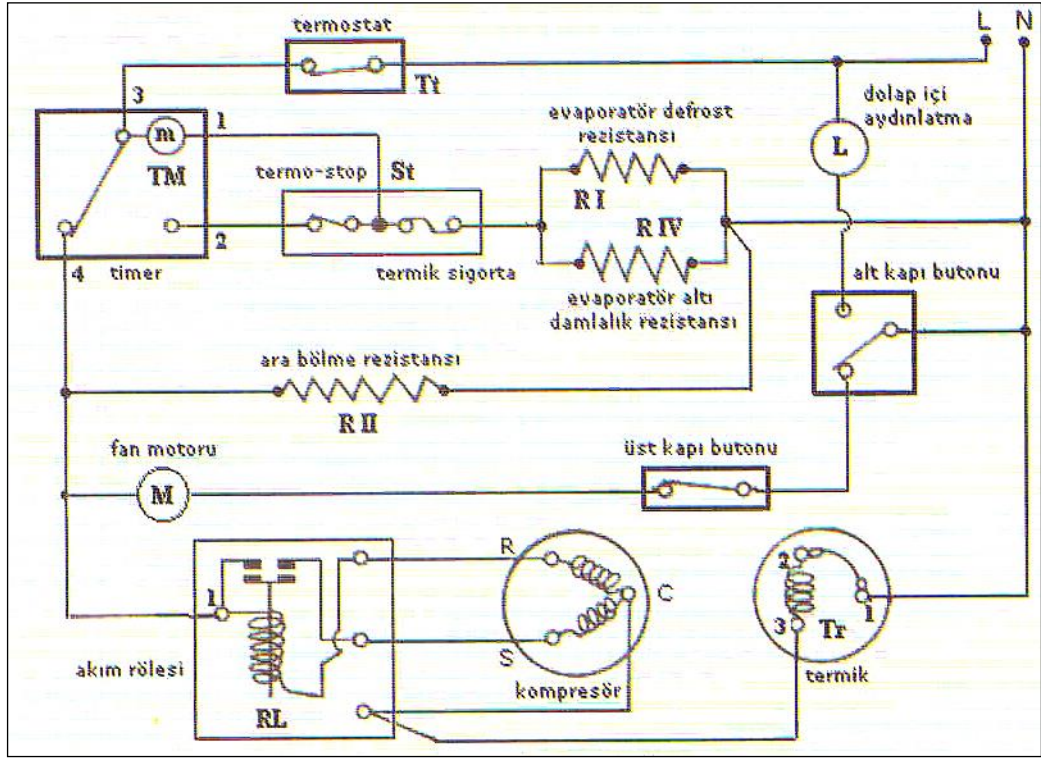 termostat
L N
Tt
3
dolap içi
aydınlatma
evaporatör defrost
rezistansı
m
1
L
TM
termo-stop
St
R I
R IV
2
4
timer
termik sigorta
evaporatör altı
damlalık rezistansı
alt kapı butonu
ara bölme rezistansı
R II
fan motoru
M
üst kapı butonu
R
C
2
1
1
3
Tr
S
akım rölesi
kompresör
termik
RL